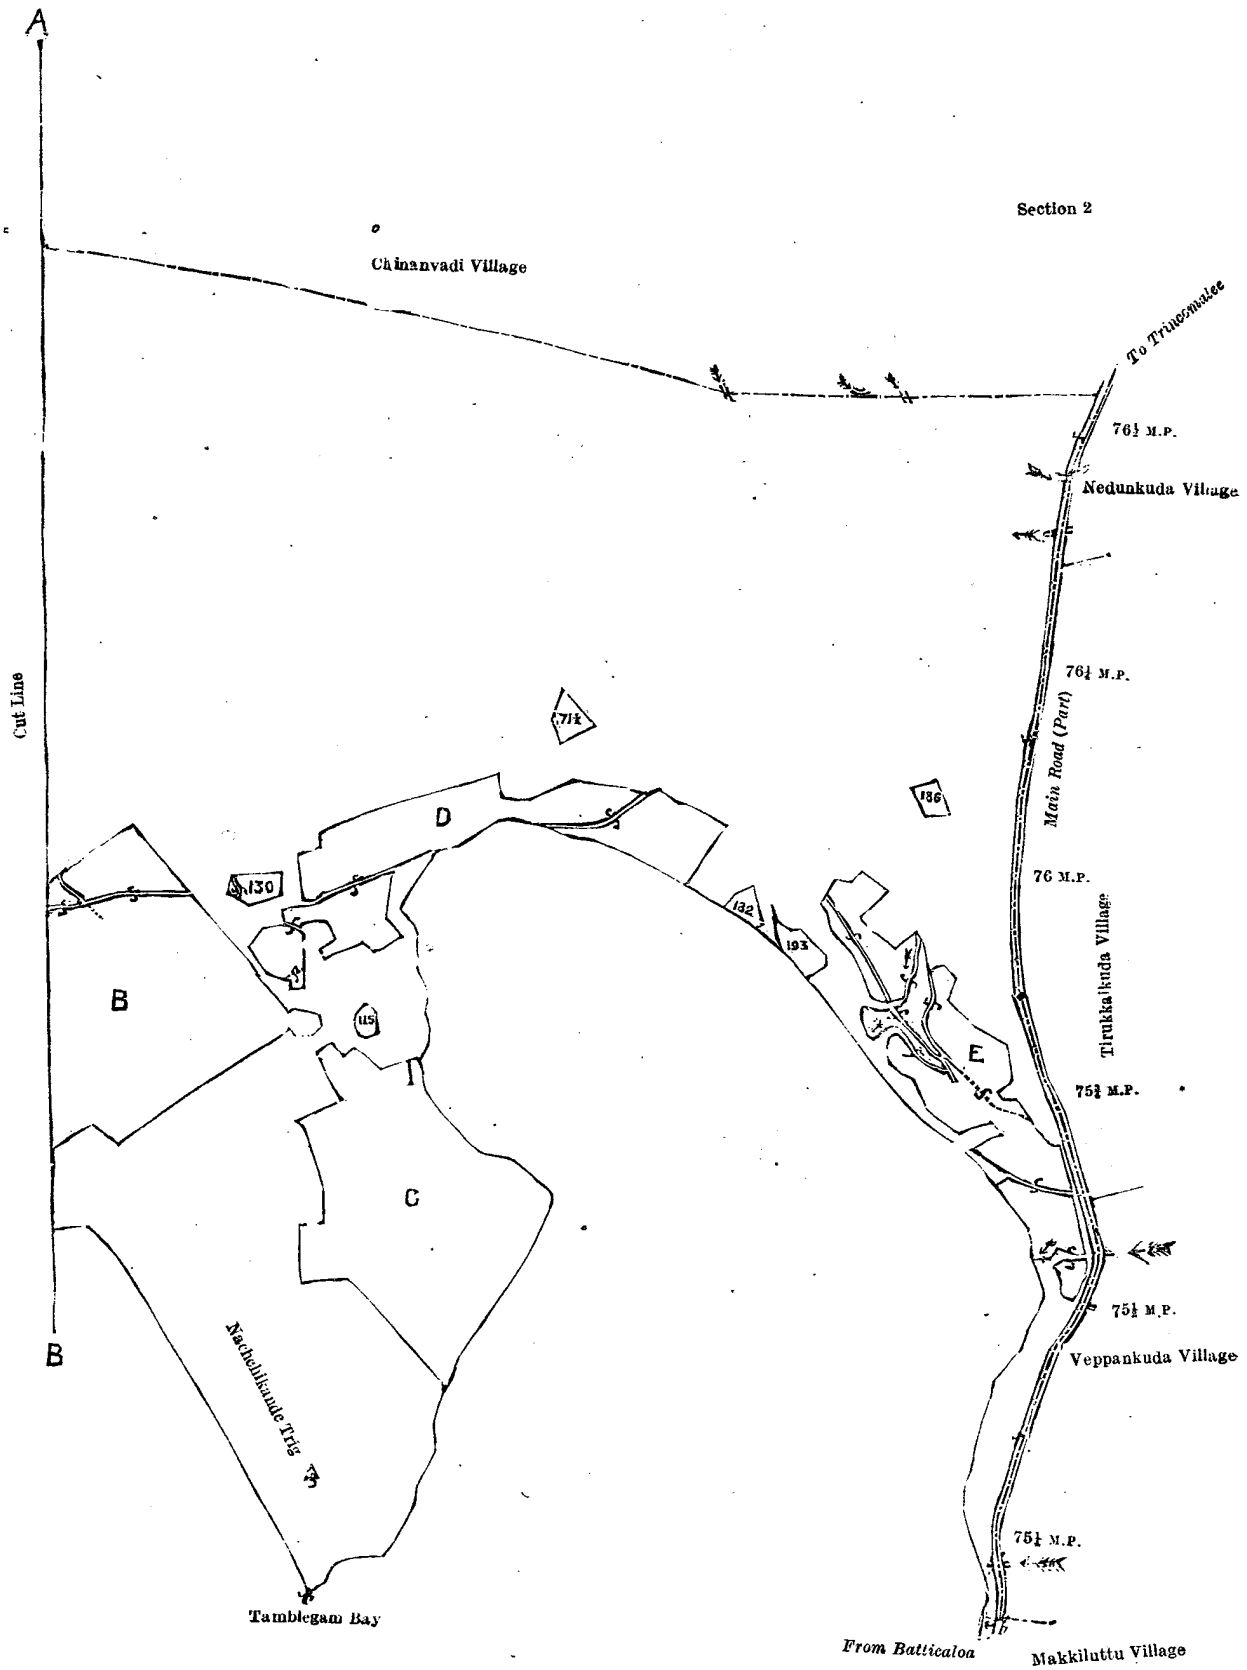 A
Section 2
Chinanvadi Village
To Trincomalee
76½ M.P.
Nedunkuda Village
76¼ M.P.
Cut Line
Main Road (Part)
71½
186
D
76 M.P.
130
132
Tirukkaikuda Village
193
B
115
E
75¾ M.P.
C
75½ M.P.
B
Veppankuda Village
Nachchikande Trig
75¼ M.P.
Tamblegam Bay
From Batticaloa
Makkiluttu Village